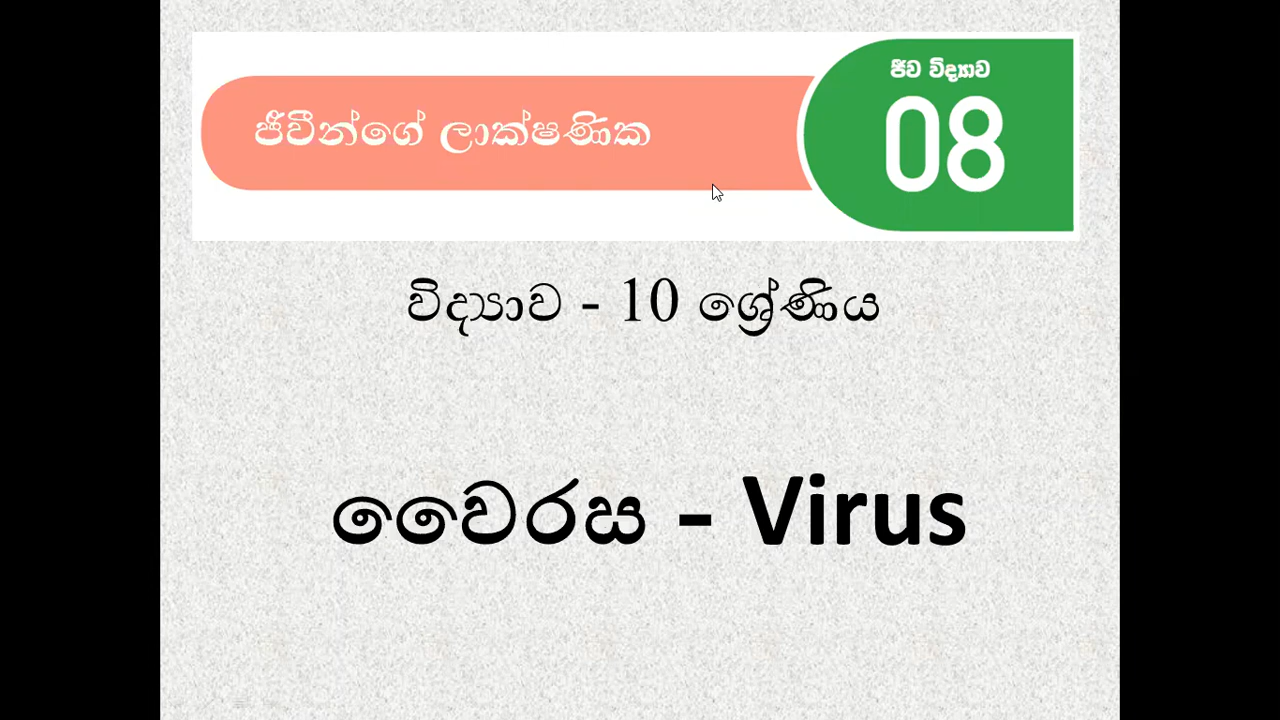 ජීව විද්‍යාව
08
ජීවීන්ගේ ලාක්ෂණික
විද්‍යාව - 10 ශ්‍රේණිය
වෛරස - Virus